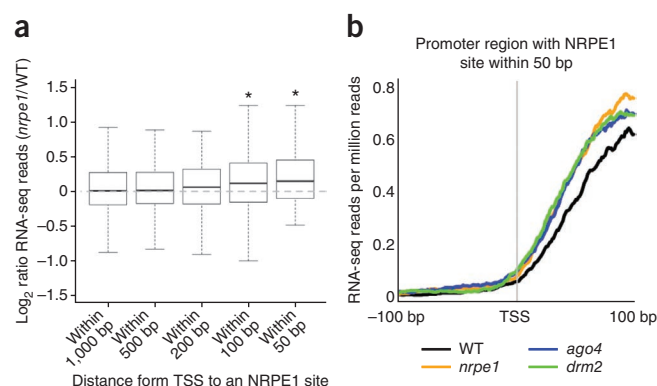 a
Log2 ratio RNA-seq reads (nrpe1/WT)
1.5
1.0
0.5
0
−0.5
−1.0
−1.5
*
*
Within 1,000 bp
Within 500 bp
Within 200 bp
Within 100 bp
Within 50 bp
Distance form TSS to an NRPE1 site
b
Promoter region with NRPE1
site within 50 bp
RNA-seq reads per million reads
0.8
0.6
0.4
0.2
0
−100 bp
TSS
100 bp
WT
ago4
nrpe1
drm2